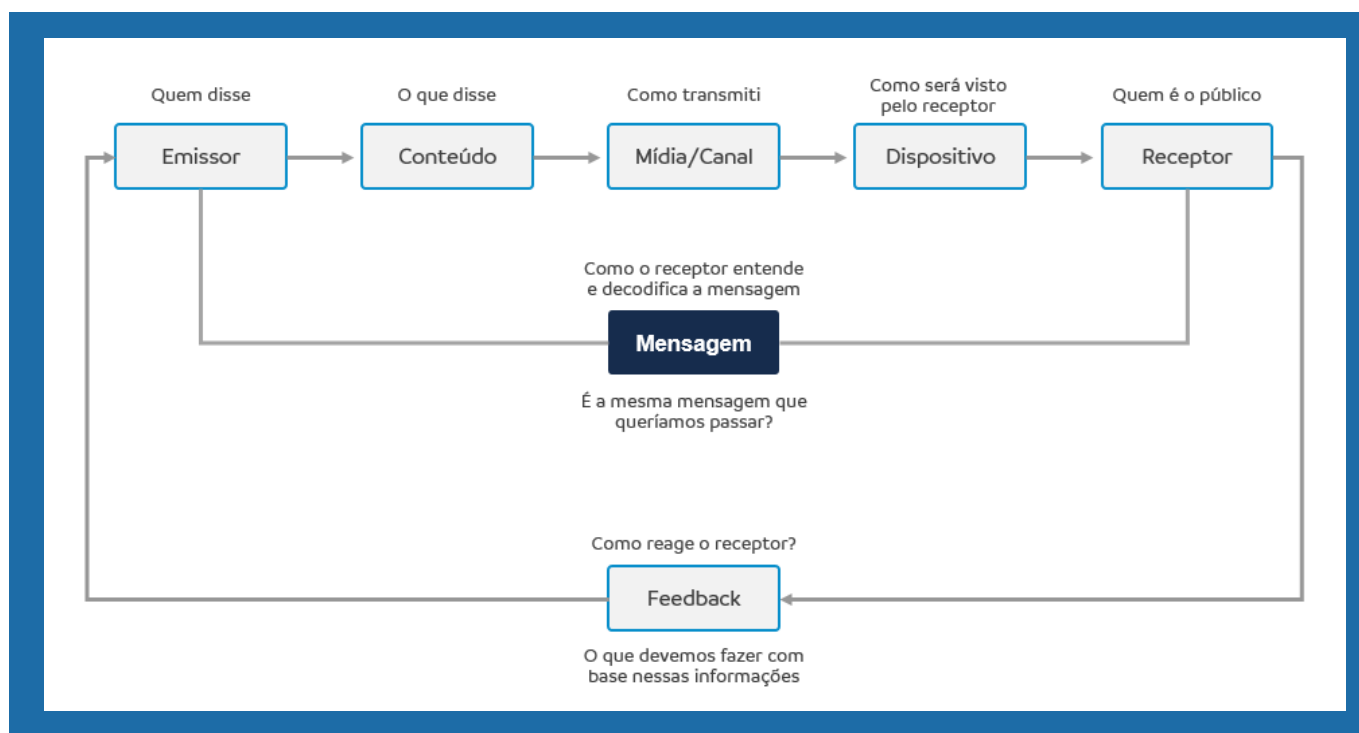 Quem disse
O que disse
Como transmiti
Como será visto
pelo receptor
Quem é o público
Emissor
Conteúdo
Mídia/Canal
Dispositivo
Receptor
Como o receptor entende
e decodifica a mensagem
Mensagem
É a mesma mensagem que
queríamos passar?
Como reage o receptor?
Feedback
O que devemos fazer com
base nessas informações